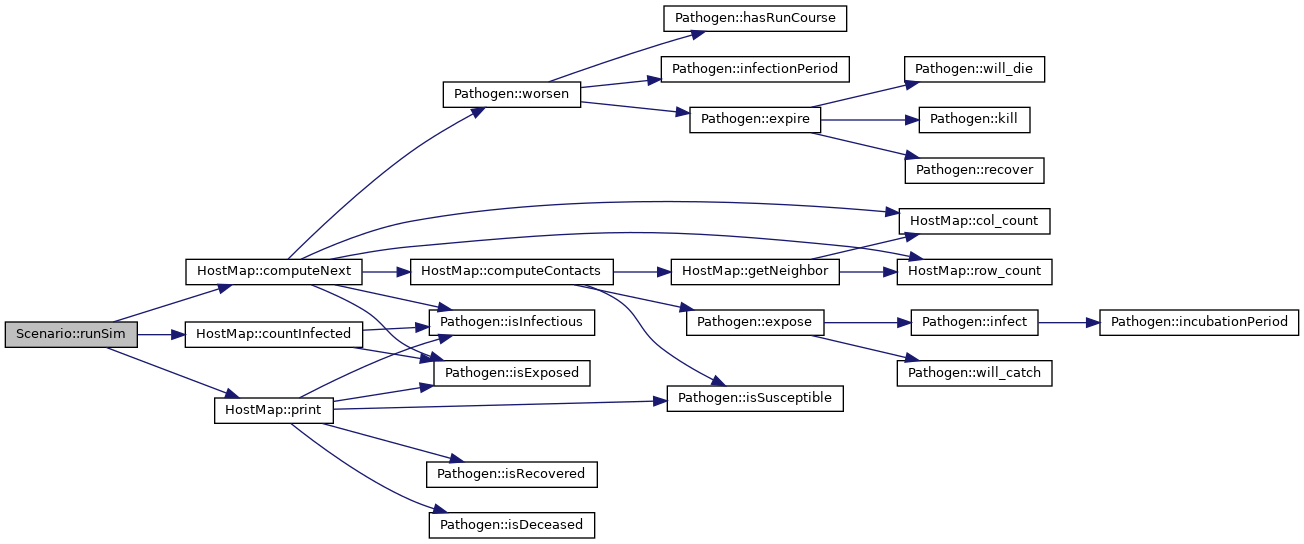 Pathogen::hasRunCourse
Pathogen::infectionPeriod
Pathogen::will_die
Pathogen::worsen
Pathogen::expire
Pathogen::kill
Pathogen::recover
HostMap::col_count
HostMap::computeNext
HostMap::computeContacts
HostMap::getNeighbor
HostMap::row_count
Scenario::runSim
HostMap::countInfected
Pathogen::isInfectious
Pathogen::expose
Pathogen::infect
Pathogen::incubationPeriod
Pathogen::isExposed
Pathogen::will_catch
HostMap::print
Pathogen::isSusceptible
Pathogen::isRecovered
Pathogen::isDeceased